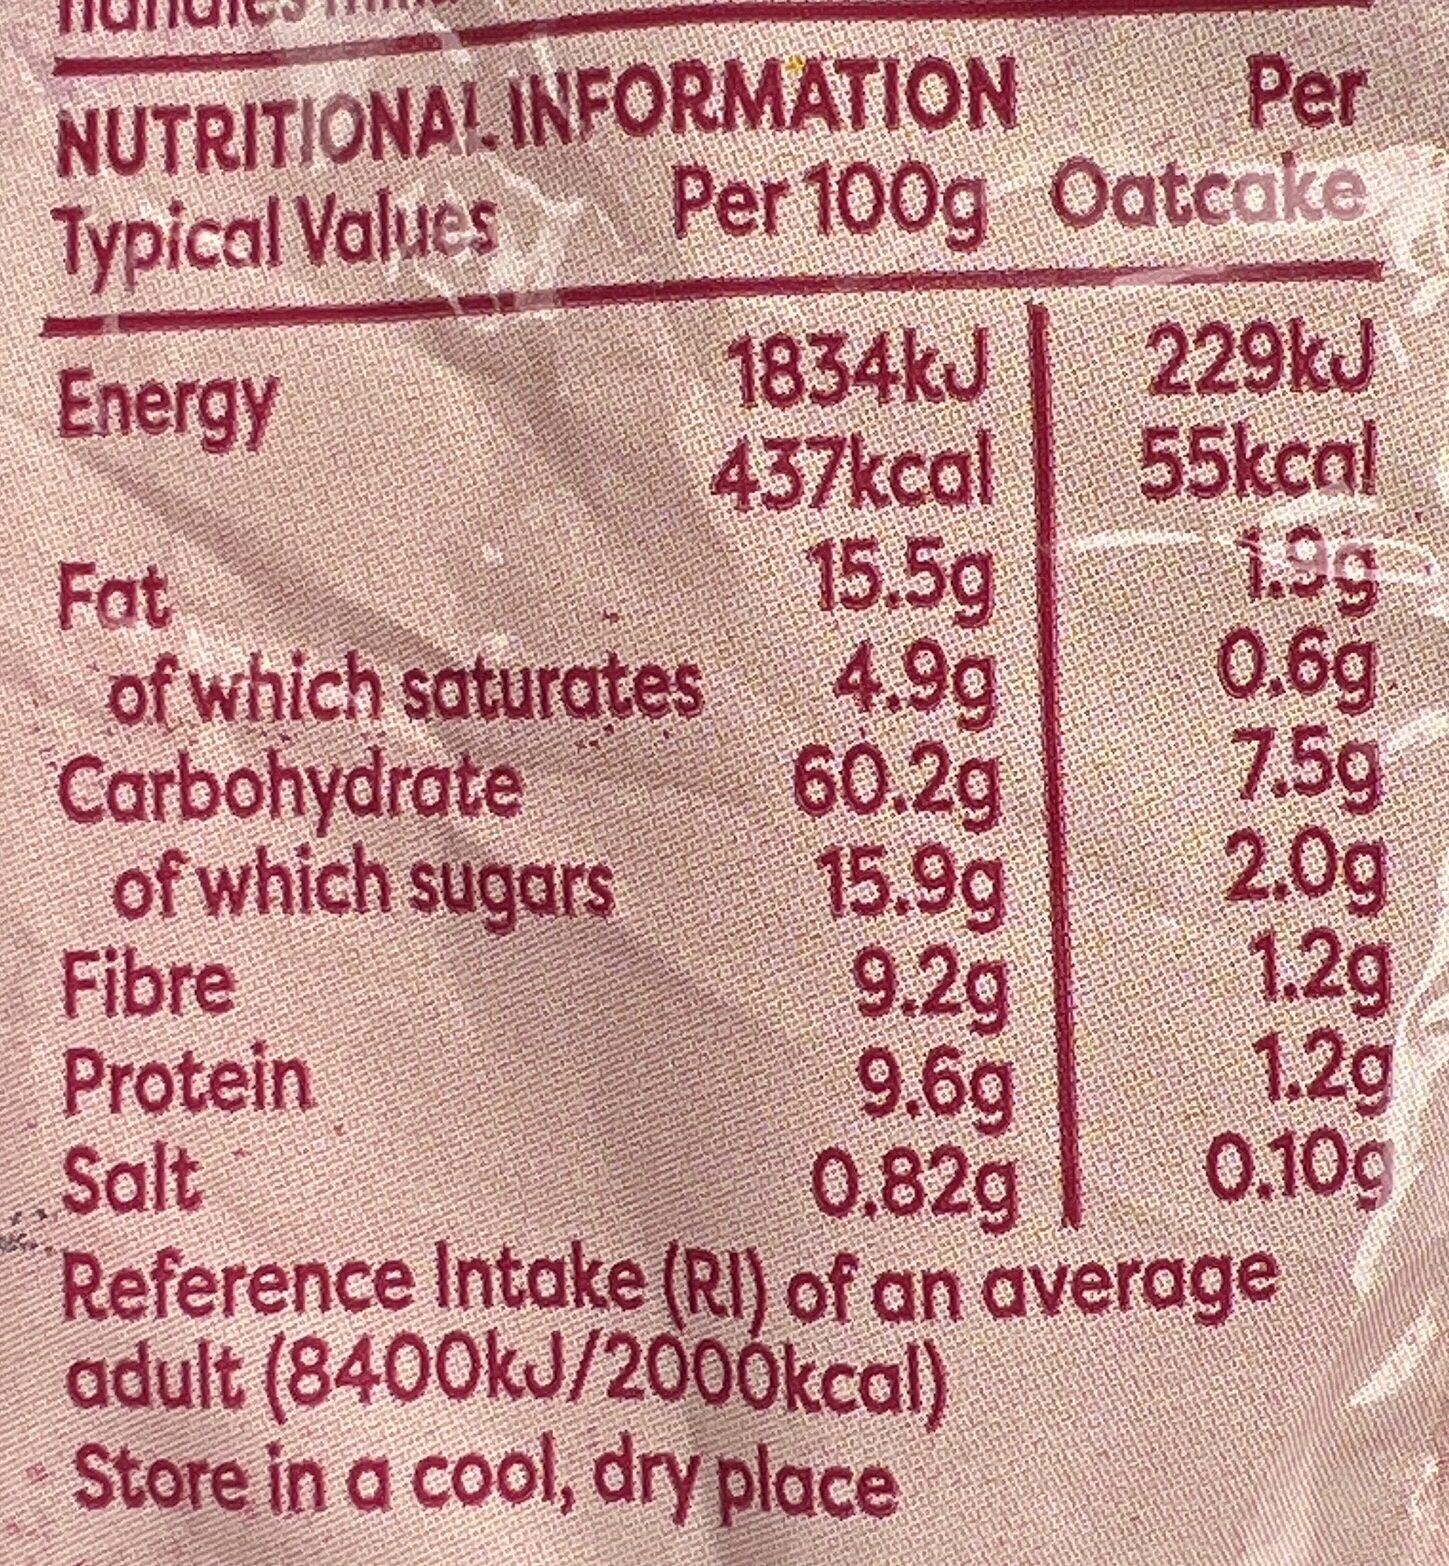 NUTRITIONAL INFORMATION Per
Typical Values Per 100g Oatcake
Energy 1834kJ 229kJ
437kcal 55kcal
Fat 15.5g 1.9g
of which saturates 4.9g 0.6g
Carbohydrate 60.2g 7.5g
of which sugars 15.9g 2.0g
Fibre 9.2g 1.2g
Protein 9.6g 1.2g
Salt 0.82g 0.10g
Reference Intake (RI) of an average
adult (8400kJ/2000kcal)
Store in a cool, dry place